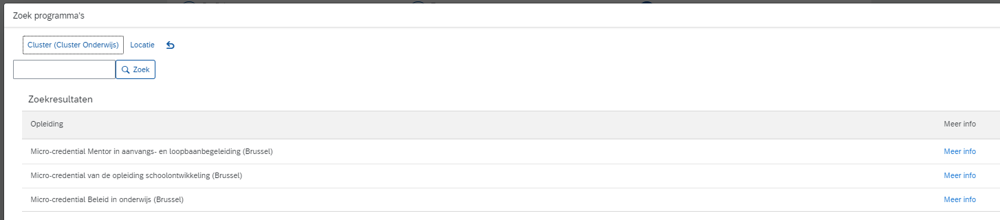 Zoek programma's
Cluster (Cluster Onderwijs) Locatie
Zoek
Zoekresultaten
Opleiding Meer info
Micro-credential Mentor in aanvangs- en loopbaanbegeleiding (Brussel) Meer info
Micro-credential van de opleiding schoolontwikkeling (Brussel) Meer info
Micro-credential Beleid in onderwijs (Brussel) Meer info